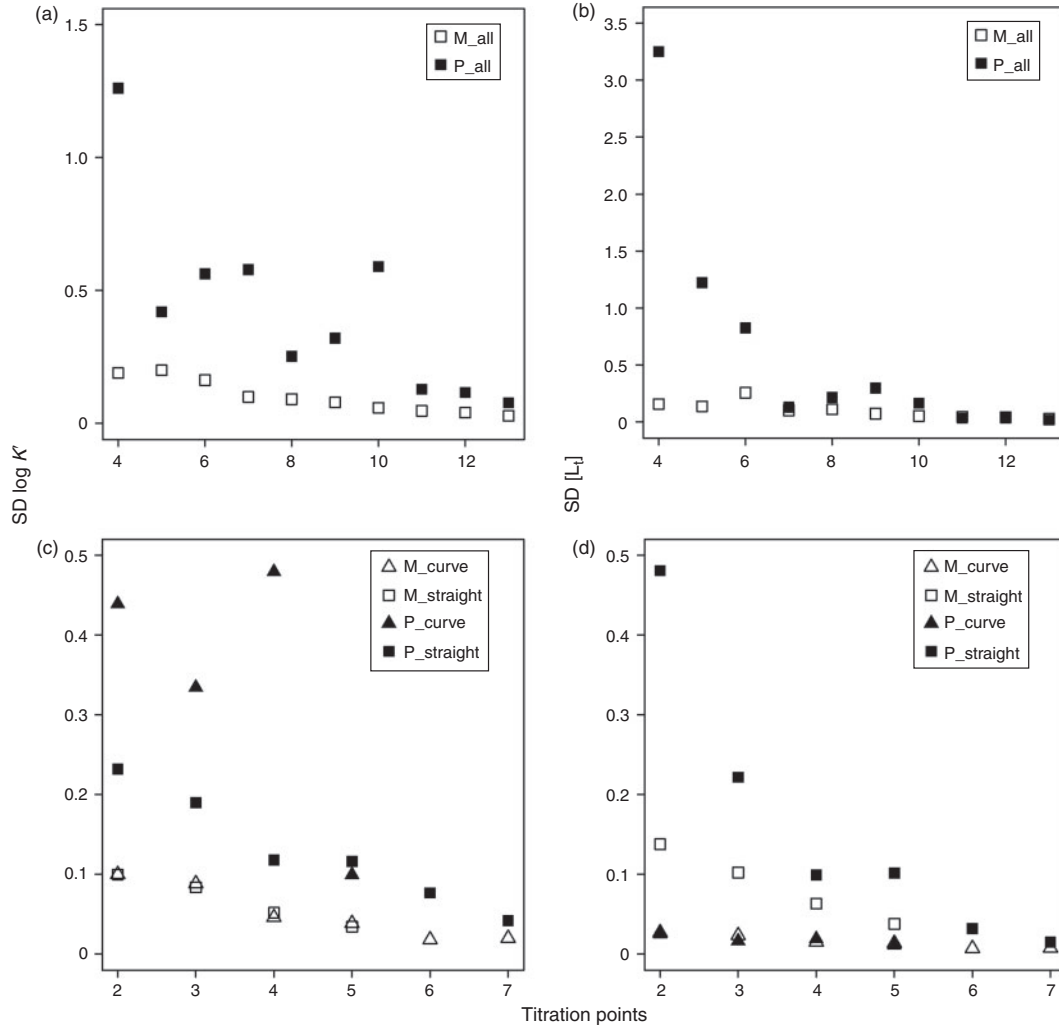 (a)
1.5
1.0
0.5
0
M_all
P_all
4 6 8 10 12
(b)
3.5
3.0
2.5
2.0
1.5
1.0
0.5
0
M_all
P_all
4 6 8 10 12
SD log K′
SD [Lt]
(c)
0.5
0.4
0.3
0.2
0.1
0
M_curve
M_straight
P_curve
P_straight
2 3 4 5 6 7
(d)
0.5
0.4
0.3
0.2
0.1
0
M_curve
M_straight
P_curve
P_straight
2 3 4 5 6 7
Titration points